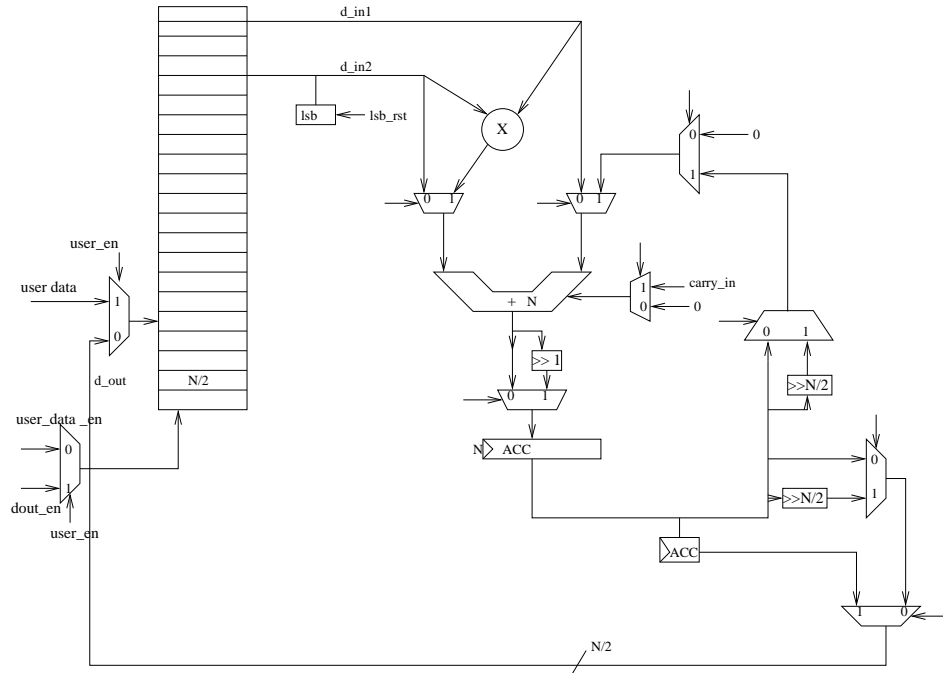 d_in1
d_in2
lsb
lsb_rst
X
0
0
1
0 1
0 1
user_en
user data
1
0
carry_in
1
0
0
+ N
0 1
>> 1
>>N/2
d_out
N/2
0 1
user_data _en
0
1
dout_en
user_en
N
ACC
0
1
>>N/2
ACC
1 0
N/2